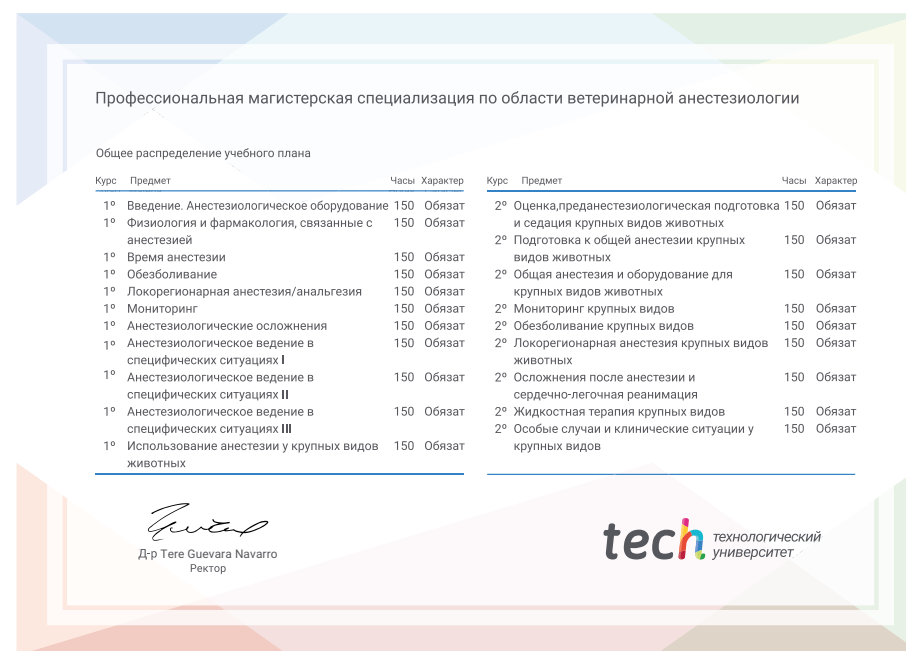 Профессиональная магистерская специализация по области ветеринарной анестезиологии
Общее распределение учебного плана
Курс Предмет Часы Характер
1º Введение. Анестезиологическое оборудование 150 Обязат
1º Физиология и фармакология, связанные с 150 Обязат
анестезией
1º Время анестезии 150 Обязат
1º Обезболивание 150 Обязат
1º Локорегионарная анестезия/анальгезия 150 Обязат
1º Мониторинг 150 Обязат
1º Анестезиологические осложнения 150 Обязат
1º Анестезиологическое ведение в 150 Обязат
специфических ситуациях I
1º Анестезиологическое ведение в 150 Обязат
специфических ситуациях II
1º Анестезиологическое ведение в 150 Обязат
специфических ситуациях III
1º Использование анестезии у крупных видов 150 Обязат
животных
Курс Предмет Часы Характер
2º Оценка,преданестезиологическая подготовка 150 Обязат
и седация крупных видов животных
2º Подготовка к общей анестезии крупных 150 Обязат
видов животных
2º Общая анестезия и оборудование для 150 Обязат
крупных видов животных
2º Мониторинг крупных видов 150 Обязат
2º Обезболивание крупных видов 150 Обязат
2º Локорегионарная анестезия крупных видов 150 Обязат
животных
2º Осложнения после анестезии и 150 Обязат
сердечно-легочная реанимация
2º Жидкостная терапия крупных видов 150 Обязат
2º Особые случаи и клинические ситуации у 150 Обязат
крупных видов
Д-р Tere Guevara Navarro
Ректор
tech технологический
университет